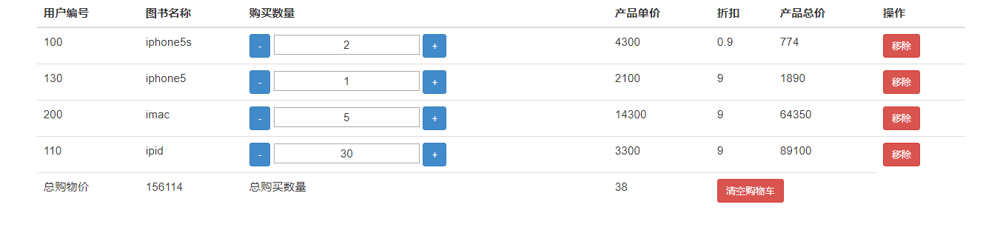 用户编号 图书名称 购买数量 产品单价 折扣 产品总价 操作
100 iphone5s - 2 + 4300 0.9 774 移除
130 iphone5 - 1 + 2100 9 1890 移除
200 imac - 5 + 14300 9 64350 移除
110 ipid - 30 + 3300 9 89100 移除
总购物价 156114 总购买数量 38 清空购物车